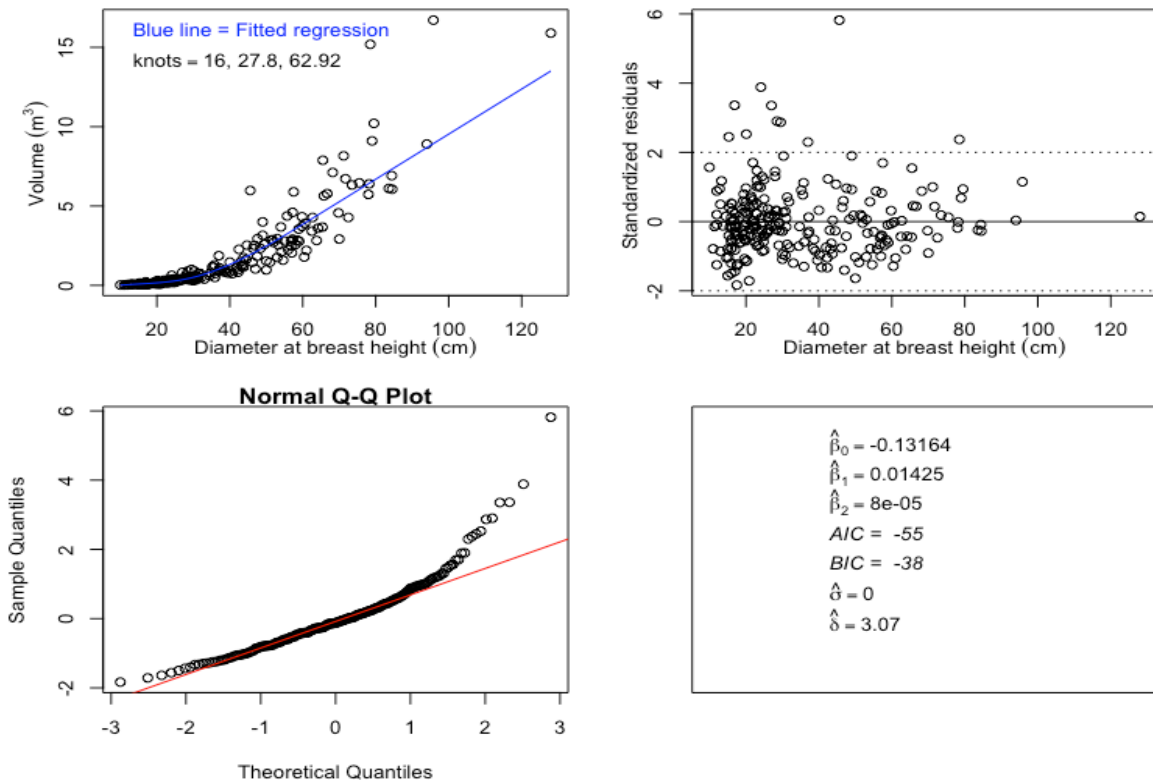 Blue line = Fitted regression
knots = 16, 27.8, 62.92
Volume (m³)
0 5 10 15
20 40 60 80 100 120
Diameter at breast height (cm)
Standardized residuals
-2 0 2 4 6
20 40 60 80 100 120
Diameter at breast height (cm)
Normal Q-Q Plot
Sample Quantiles
-2 0 2 4 6
-3 -2 -1 0 1 2 3
Theoretical Quantiles
β̂₀ = -0.13164
β̂₁ = 0.01425
β̂₂ = 8e-05
AIC = -55
BIC = -38
σ̂ = 0
δ̂ = 3.07